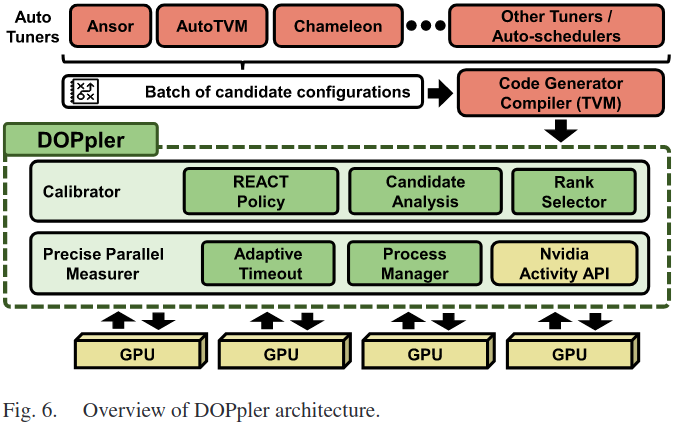 Auto
Tuners
Ansor
AutoTVM
Chameleon
Other Tuners /
Auto-schedulers
Batch of candidate configurations
Code Generator
Compiler (TVM)
DOPpler
Calibrator
REACT
Policy
Candidate
Analysis
Rank
Selector
Precise Parallel
Measurer
Adaptive
Timeout
Process
Manager
Nvidia
Activity API
GPU
GPU
GPU
GPU
Fig. 6. Overview of DOPpler architecture.